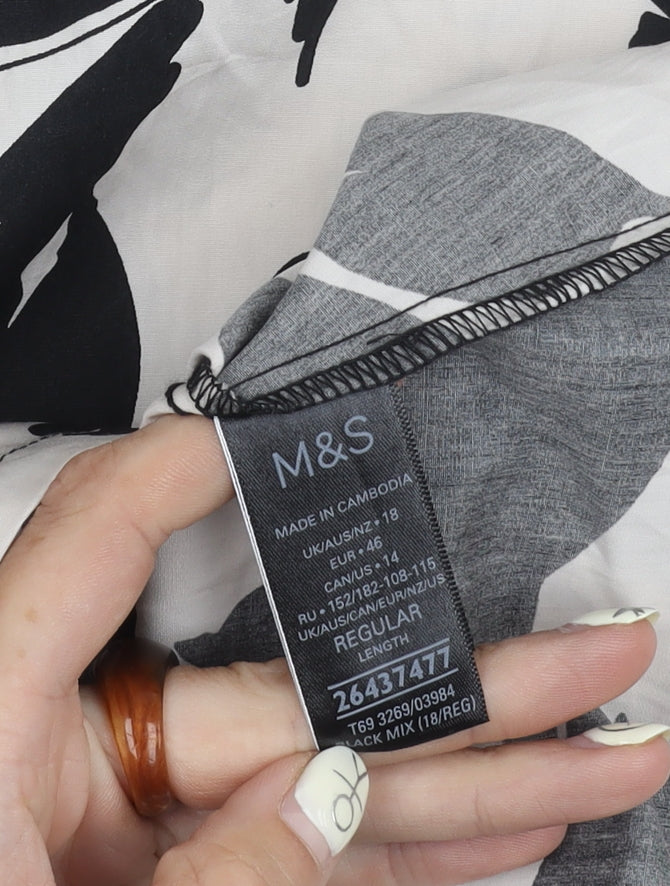 M&S
MADE IN CAMBODIA
UK/AUS/NZ • 18
EUR • 46
CAN/US • 14
RU • 152/182-108-115
UK/AUS/CAN/EUR/NZ/US
REGULAR
LENGTH
26437477
T69 3269/03984
BLACK MIX (18/REG)
OK